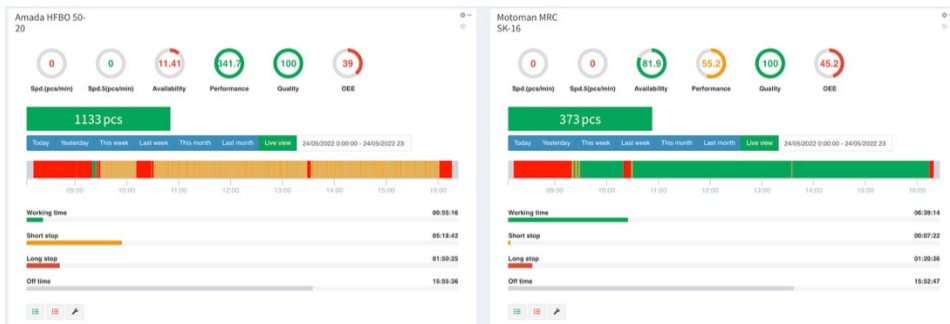 Amada HFBO 50-
20
0
0
11.41
341.7
100
39
Spd.(pcs/min)
Spd.5(pcs/min)
Availability
Performance
Quality
OEE
1133 pcs
Today
Yesterday
This week
Last week
This month
Last month
Live view
24/05/2022 0:00:00 - 24/05/2022 23
09:00
10:00
11:00
12:00
13:00
14:00
15:00
16:00
Working time
00:55:16
Short stop
05:18:42
Long stop
01:50:25
Off time
15:55:36
Motoman MRC
SK-16
0
0
81.9
55.2
100
45.2
Spd.(pcs/min)
Spd.5(pcs/min)
Availability
Performance
Quality
OEE
373 pcs
Today
Yesterday
This week
Last week
This month
Last month
Live view
24/05/2022 0:00:00 - 24/05/2022 23
09:00
10:00
11:00
12:00
13:00
14:00
15:00
16:00
Working time
06:39:14
Short stop
00:07:22
Long stop
01:20:36
Off time
15:52:47